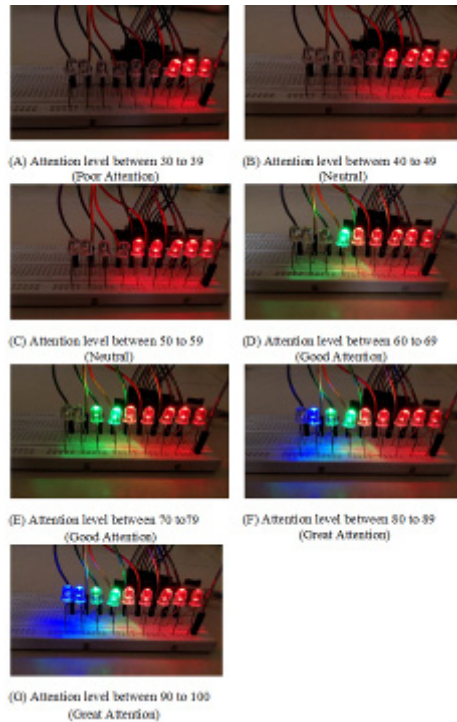 (A) Attention level between 30 to 39
(Poor Attention)
(B) Attention level between 40 to 49
(Neutral)
(C) Attention level between 50 to 59
(Neutral)
(D) Attention level between 60 to 69
(Good Attention)
(E) Attention level between 70 to79
(Good Attention)
(F) Attention level between 80 to 89
(Great Attention)
(G) Attention level between 90 to 100
(Great Attention)